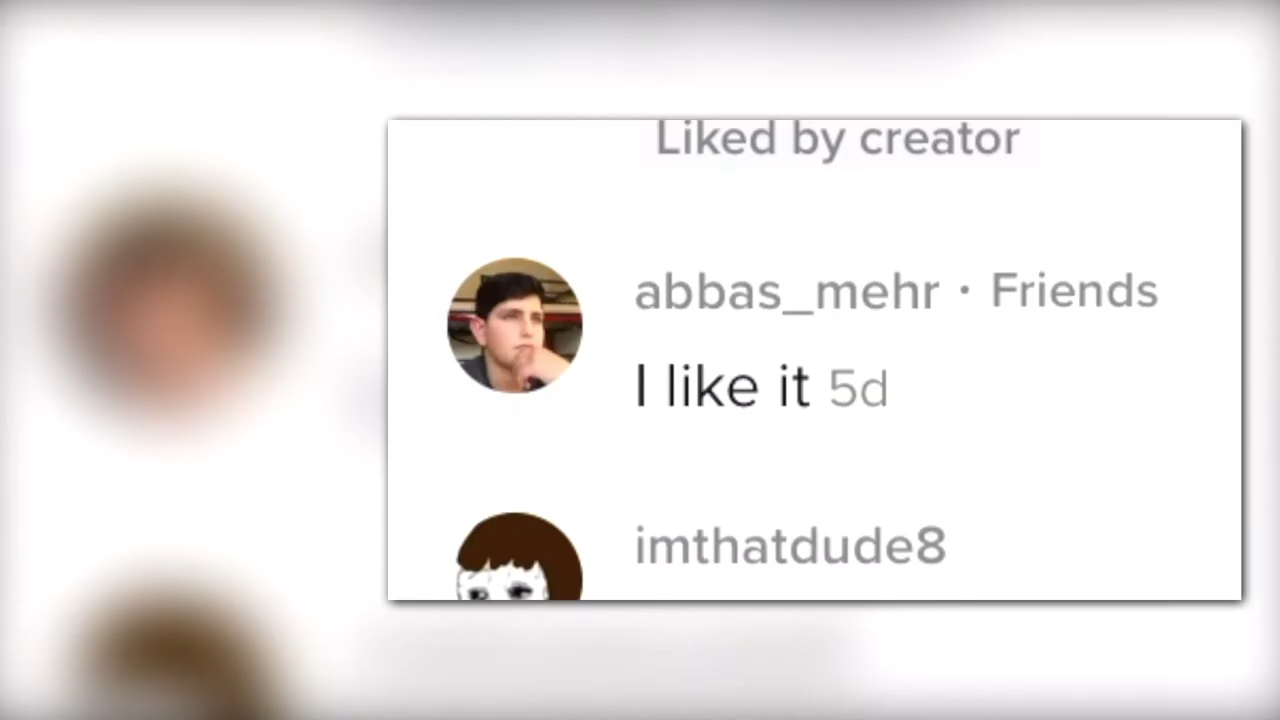 Liked by creator
abbas_mehr · Friends
I like it 5d
imthatdude8